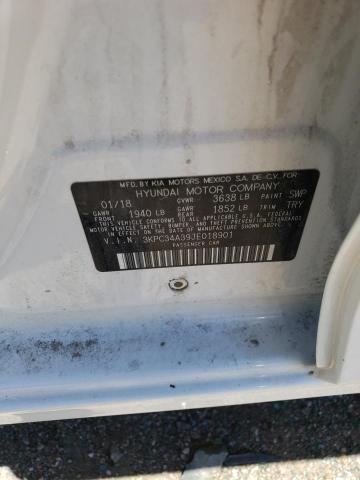 MFD. BY KIA MOTORS MEXICO S.A. DE C.V. FOR
HYUNDAI MOTOR COMPANY
01/18 GVWR 3638 LB PAINT SWP
GAWR FRONT 1940 LB GAWR REAR 1852 LB TRIM TRY
THIS VEHICLE CONFORMS TO ALL APPLICABLE U.S.A. FEDERAL
MOTOR VEHICLE SAFETY, BUMPER, AND THEFT PREVENTION
STANDARDS IN EFFECT ON THE DATE OF MANUFACTURE SHOWN ABOVE.
V.I.N: 3KPC34A39JE018901
PASSENGER CAR